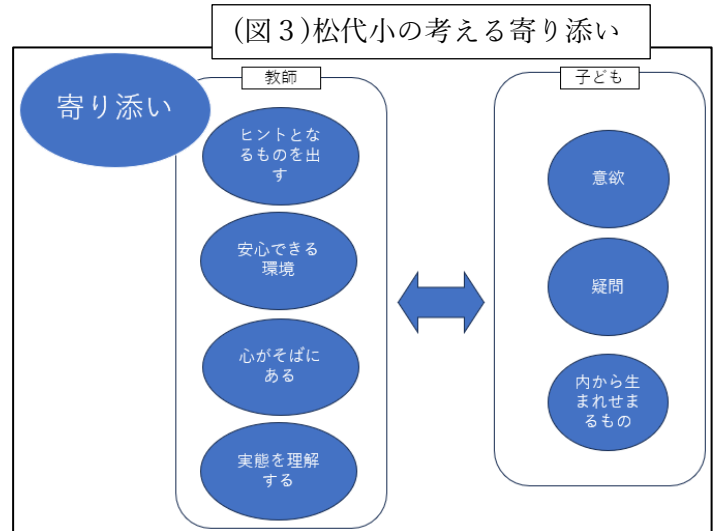 (図３)松代小の考える寄り添い
寄り添い
教師
ヒントとな
るものを出
す
安心できる
環境
心がそばに
ある
実態を理解
する
子ども
意欲
疑問
内から生
まれせま
るもの